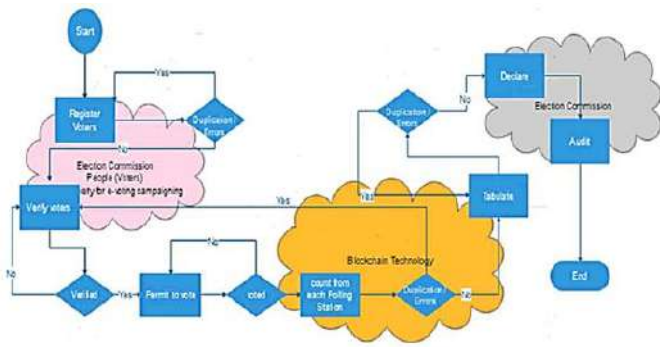 Start
Yes
Register
Voters
Duplication /
Errors
No
Election Commission
People (Voters)
for e-voting campaigning
Verify voters
No
Verified
Yes
Permit to vote
No
voted
Yes
Blockchain Technology
count from
each Polling
Station
Duplication /
Errors
No
Tabulate
Yes
Duplication /
Errors
No
Declare
Election Commission
Audit
End